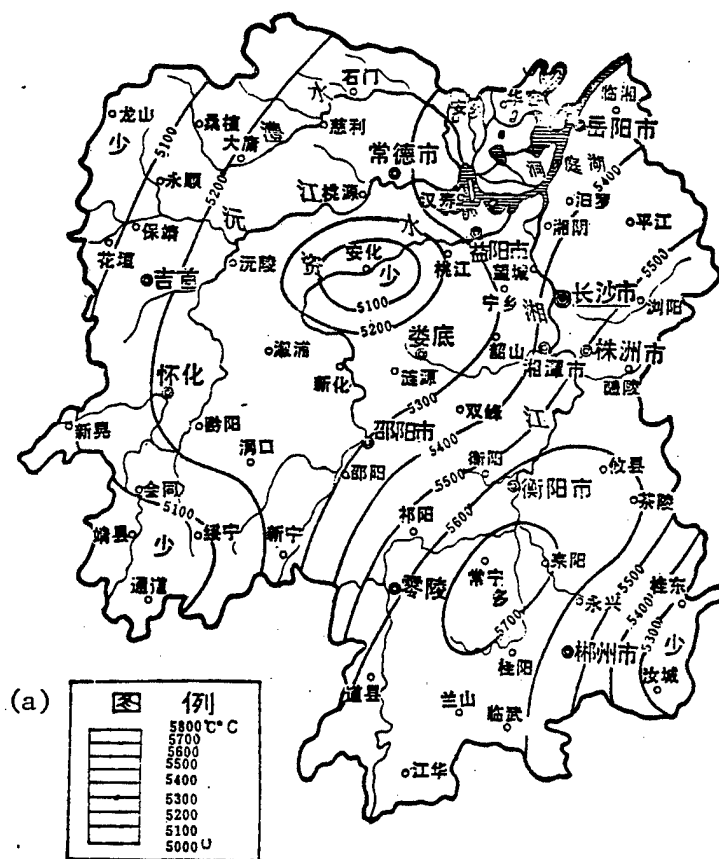 石门
水
龙山
桑植
澧
慈利
安乡
华容
临湘
岳阳市
少
5100
大庸
常德市
洞
庭
湖
永顺
5200
江
桃源
汉寿
汨罗
5400
平江
保靖
沅
水
湘阴
花垣
吉首
沅陵
资
安化
少
桃江
益阳市
望城
5500
5100
宁乡
长沙市
浏阳
5200
湘
溆浦
娄底
韶山
湘潭市
株洲市
怀化
新化
涟源
醴陵
5300
双峰
江
新晃
黔阳
邵阳市
5400
洞口
邵阳
5500
衡阳
攸县
会同
5100
5600
衡阳市
茶陵
靖县
少
绥宁
新宁
祁阳
耒阳
5500
桂东
通道
零陵
常宁
多
5700
永兴
5400
5300
郴州市
少
桂阳
汝城
道县
兰山
临武
江华
(a)
图 例
5800℃°C
5700
5600
5500
5400
5300
5200
5100
5000